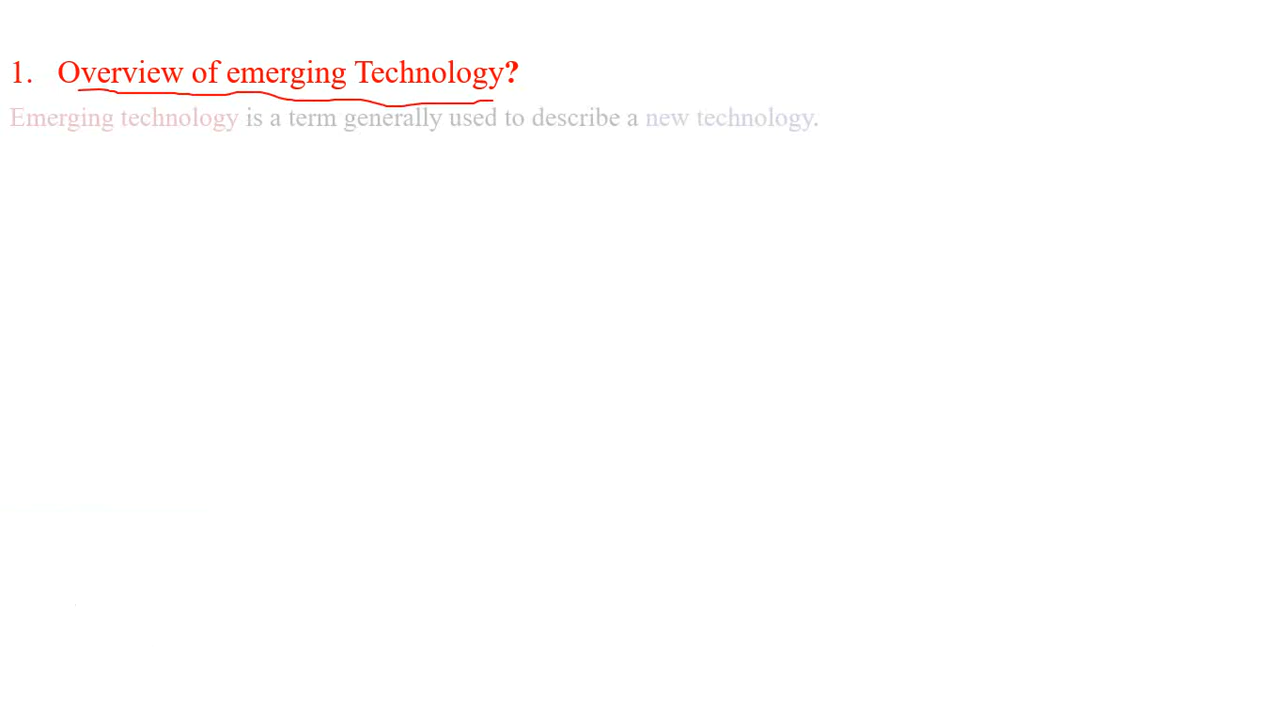 1. Overview of emerging Technology?
Emerging technology is a term generally used to describe a new technology.